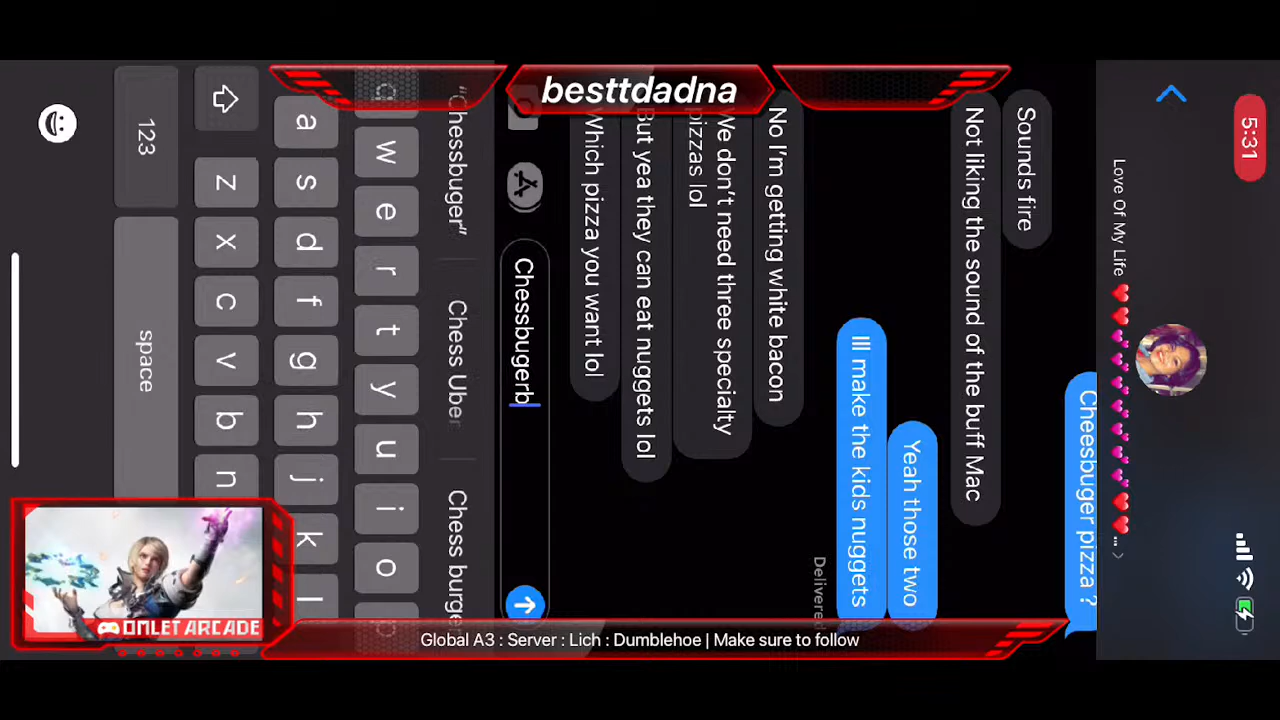 besttdadna
5:31
Love Of My Life
Cheesbuger pizza ?
Sounds fire
Not liking the sound of the buff Mac
Yeah those two
Ill make the kids nuggets
Delivered
No I'm getting white bacon
We don't need three specialty
pizzas lol
But yea they can eat nuggets lol
Which pizza you want lol
Chessbugerb
"Chessbuger"
Chess Uber
Chess burge
q w e r t y u i o p
a s d f g h j k l
z x c v b n
123
space
OMLET ARCADE
Global A3 : Server : Lich : Dumblehoe | Make sure to follow